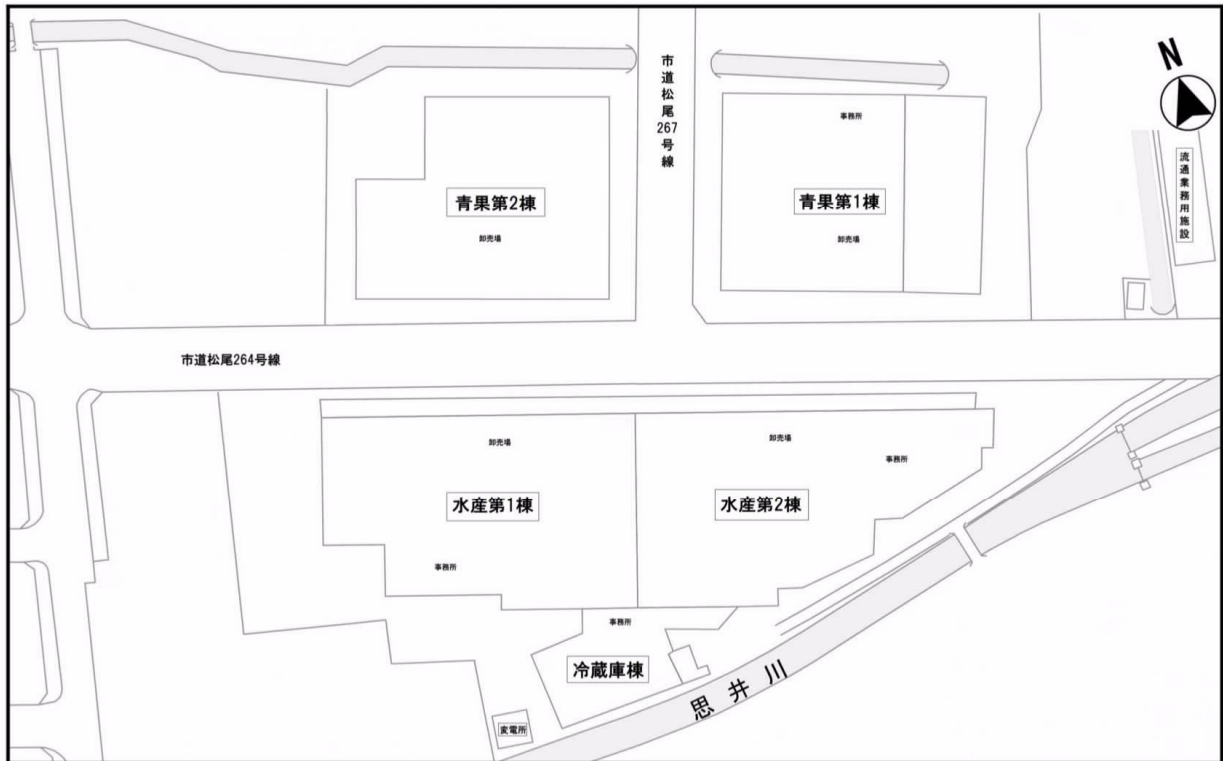 N
市道松尾267号線
事務所
流通業務用施設
青果第2棟
青果第1棟
卸売場
卸売場
市道松尾264号線
卸売場
卸売場
事務所
水産第1棟
水産第2棟
事務所
事務所
冷蔵庫棟
思井川
変電所